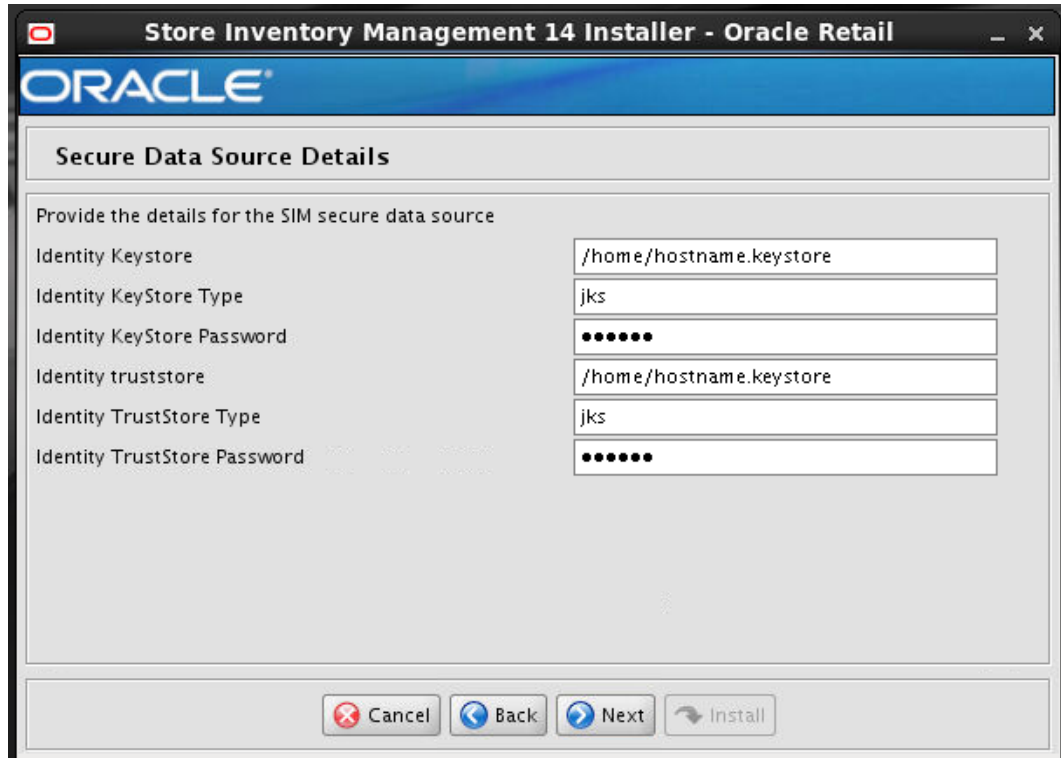 Store Inventory Management 14 Installer - Oracle Retail
ORACLE®
Secure Data Source Details
Provide the details for the SIM secure data source
Identity Keystore /home/hostname.keystore
Identity KeyStore Type jks
Identity KeyStore Password ••••••
Identity truststore /home/hostname.keystore
Identity TrustStore Type jks
Identity TrustStore Password ••••••
Cancel Back Next Install